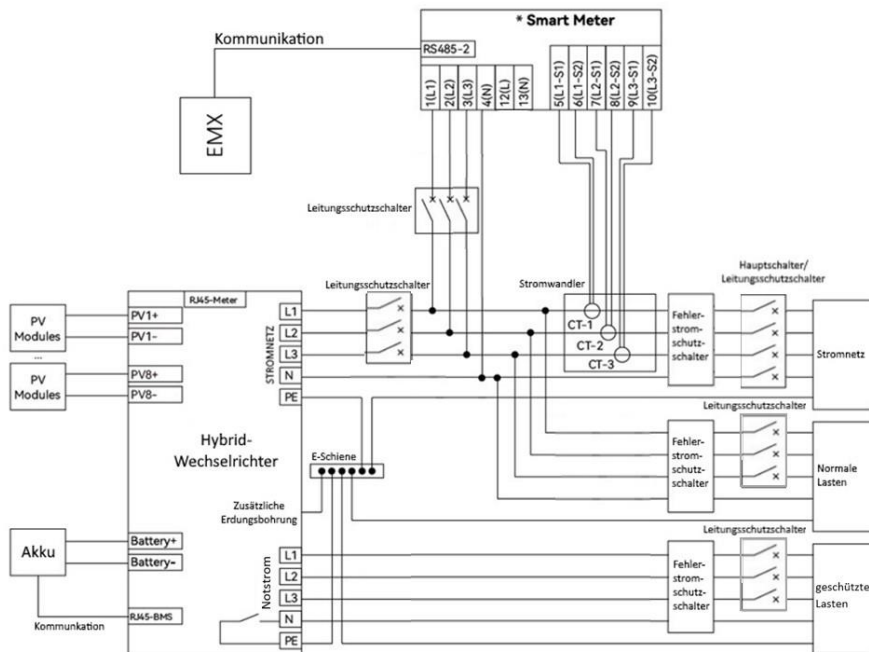 * Smart Meter
Kommunikation
RS485-2
1(L1)
2(L2)
3(L3)
4(N)
12(L)
13(N)
5(L1-S1)
6(L1-S2)
7(L2-S1)
8(L2-S2)
9(L3-S1)
10(L3-S2)
EMX
Leitungsschutzschalter
Hauptschalter/
Leitungsschutzschalter
Leitungsschutzschalter
Stromwandler
RJ45-Meter
PV
Modules
PV1+
PV1-
...
PV
Modules
PV8+
PV8-
STROMNETZ
L1
L2
L3
N
PE
CT-1
CT-2
CT-3
Fehler-
strom-
schutz-
schalter
Stromnetz
Hybrid-
Wechselrichter
E-Schiene
Leitungsschutzschalter
Fehler-
strom-
schutz-
schalter
Normale
Lasten
Zusätzliche
Erdungsbohrung
Leitungsschutzschalter
Akku
Battery+
Battery-
Kommunkation
RJ45-BMS
Notstrom
L1
L2
L3
N
PE
Fehler-
strom-
schutz-
schalter
geschützte
Lasten